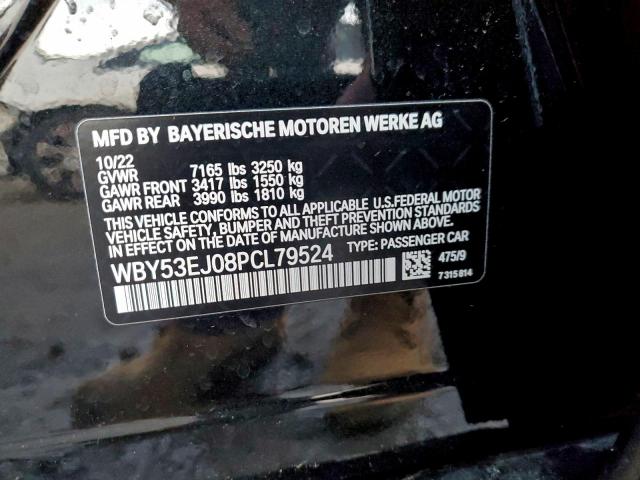 MFD BY BAYERISCHE MOTOREN WERKE AG
10/22
GVWR 7165 lbs 3250 kg
GAWR FRONT 3417 lbs 1550 kg
GAWR REAR 3990 lbs 1810 kg
THIS VEHICLE CONFORMS TO ALL APPLICABLE U.S.FEDERAL MOTOR
VEHICLE SAFETY, BUMPER, AND THEFT PREVENTION STANDARDS
IN EFFECT ON THE DATE OF MANUFACTURE SHOWN ABOVE.
WBY53EJ08PCL79524 TYPE: PASSENGER CAR
475/9
7315814